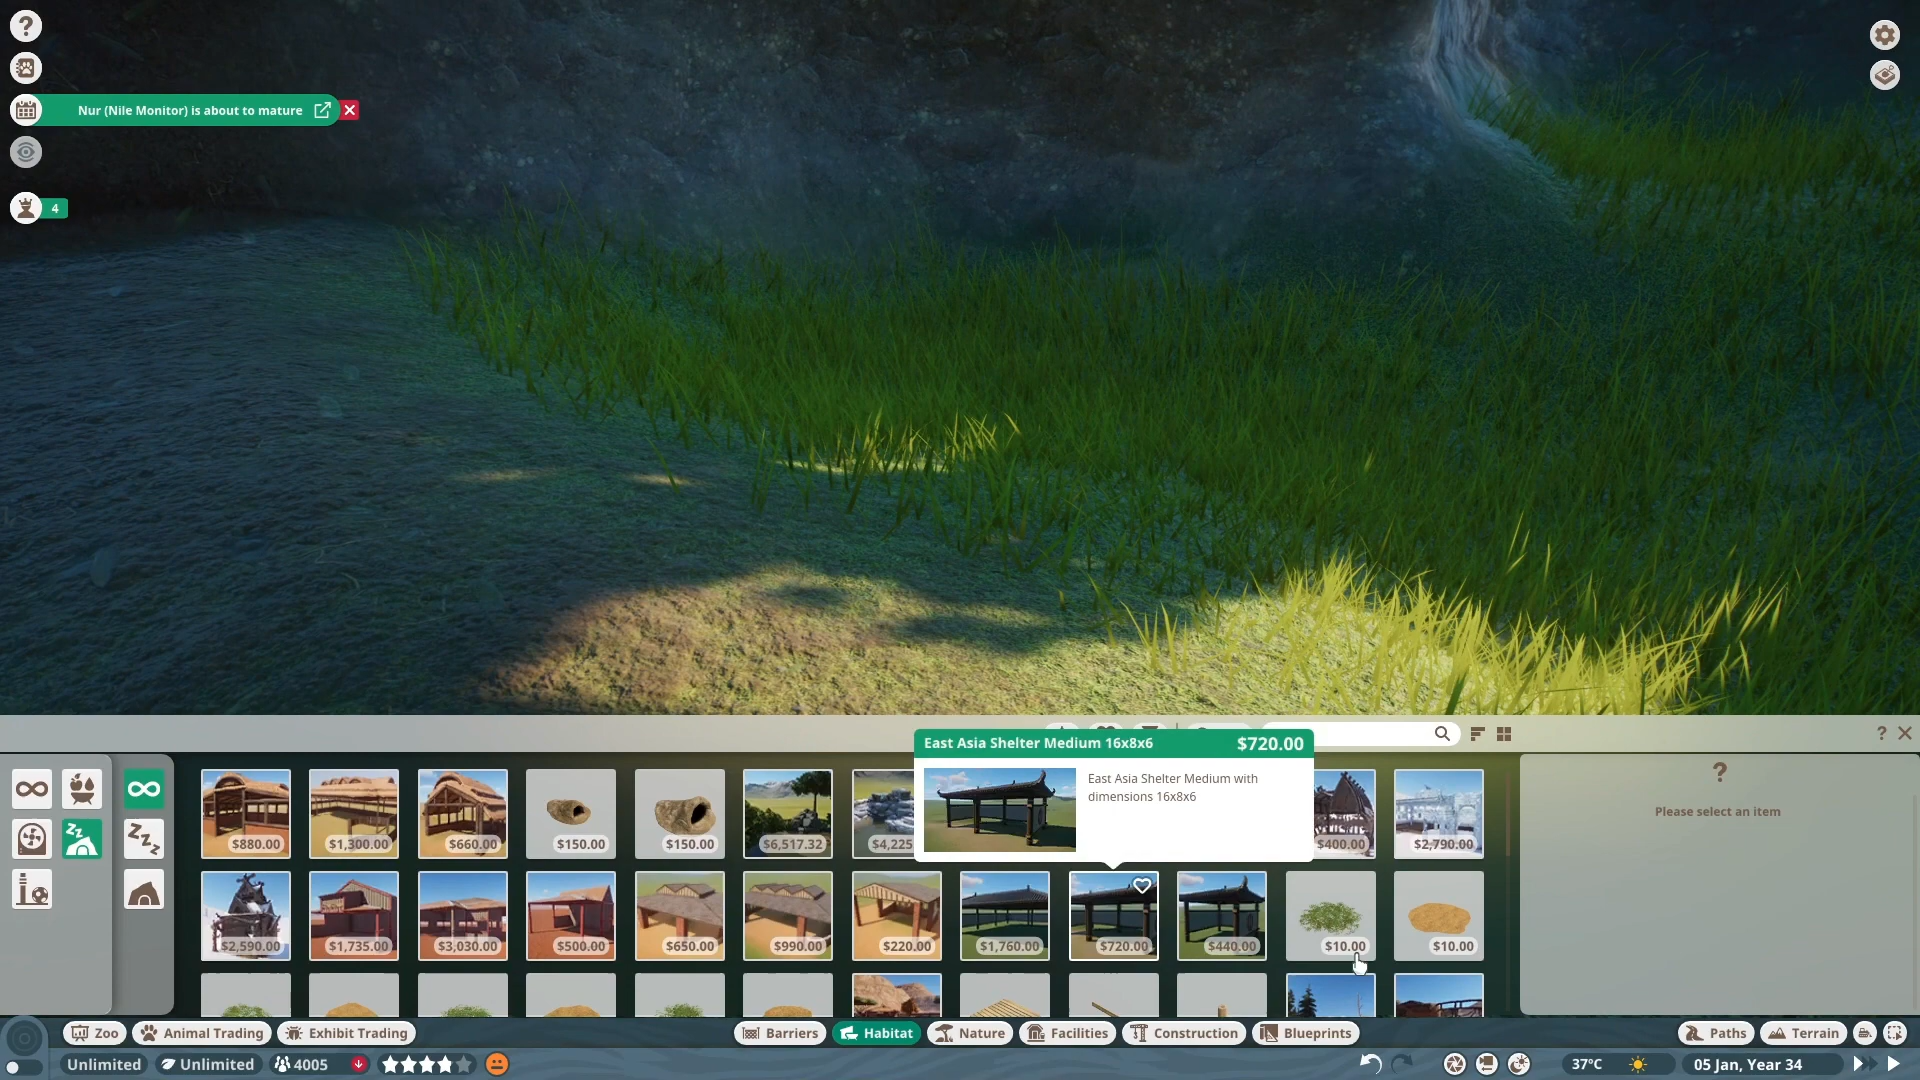 ?
Nur (Nile Monitor) is about to mature
4
East Asia Shelter Medium 16x8x6
$720.00
East Asia Shelter Medium with
dimensions 16x8x6
?
?
Please select an item
$880.00
$1,300.00
$660.00
$150.00
$150.00
$6,517.32
$4,225
$400.00
$2,790.00
zz
zzz
$2,590.00
$1,735.00
$3,030.00
$500.00
$650.00
$990.00
$220.00
$1,760.00
$720.00
$440.00
$10.00
$10.00
Zoo
Animal Trading
Exhibit Trading
Barriers
Habitat
Nature
Facilities
Construction
Blueprints
Paths
Terrain
Unlimited
Unlimited
4005
37°C
05 Jan, Year 34